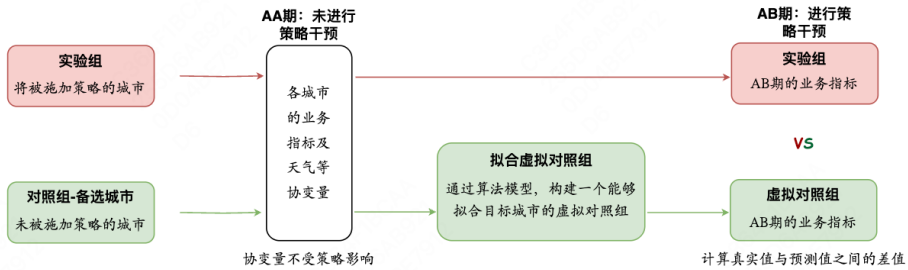 AA期：未进行
策略干预
AB期：进行策
略干预
实验组
将被施加策略的城市
各城市
的业务
指标及
天气等
协变量
实验组
AB期的业务指标
VS
拟合虚拟对照组
通过算法模型，构建一个能够
拟合目标城市的虚拟对照组
对照组-备选城市
未被施加策略的城市
虚拟对照组
AB期的业务指标
协变量不受策略影响
计算真实值与预测值之间的差值